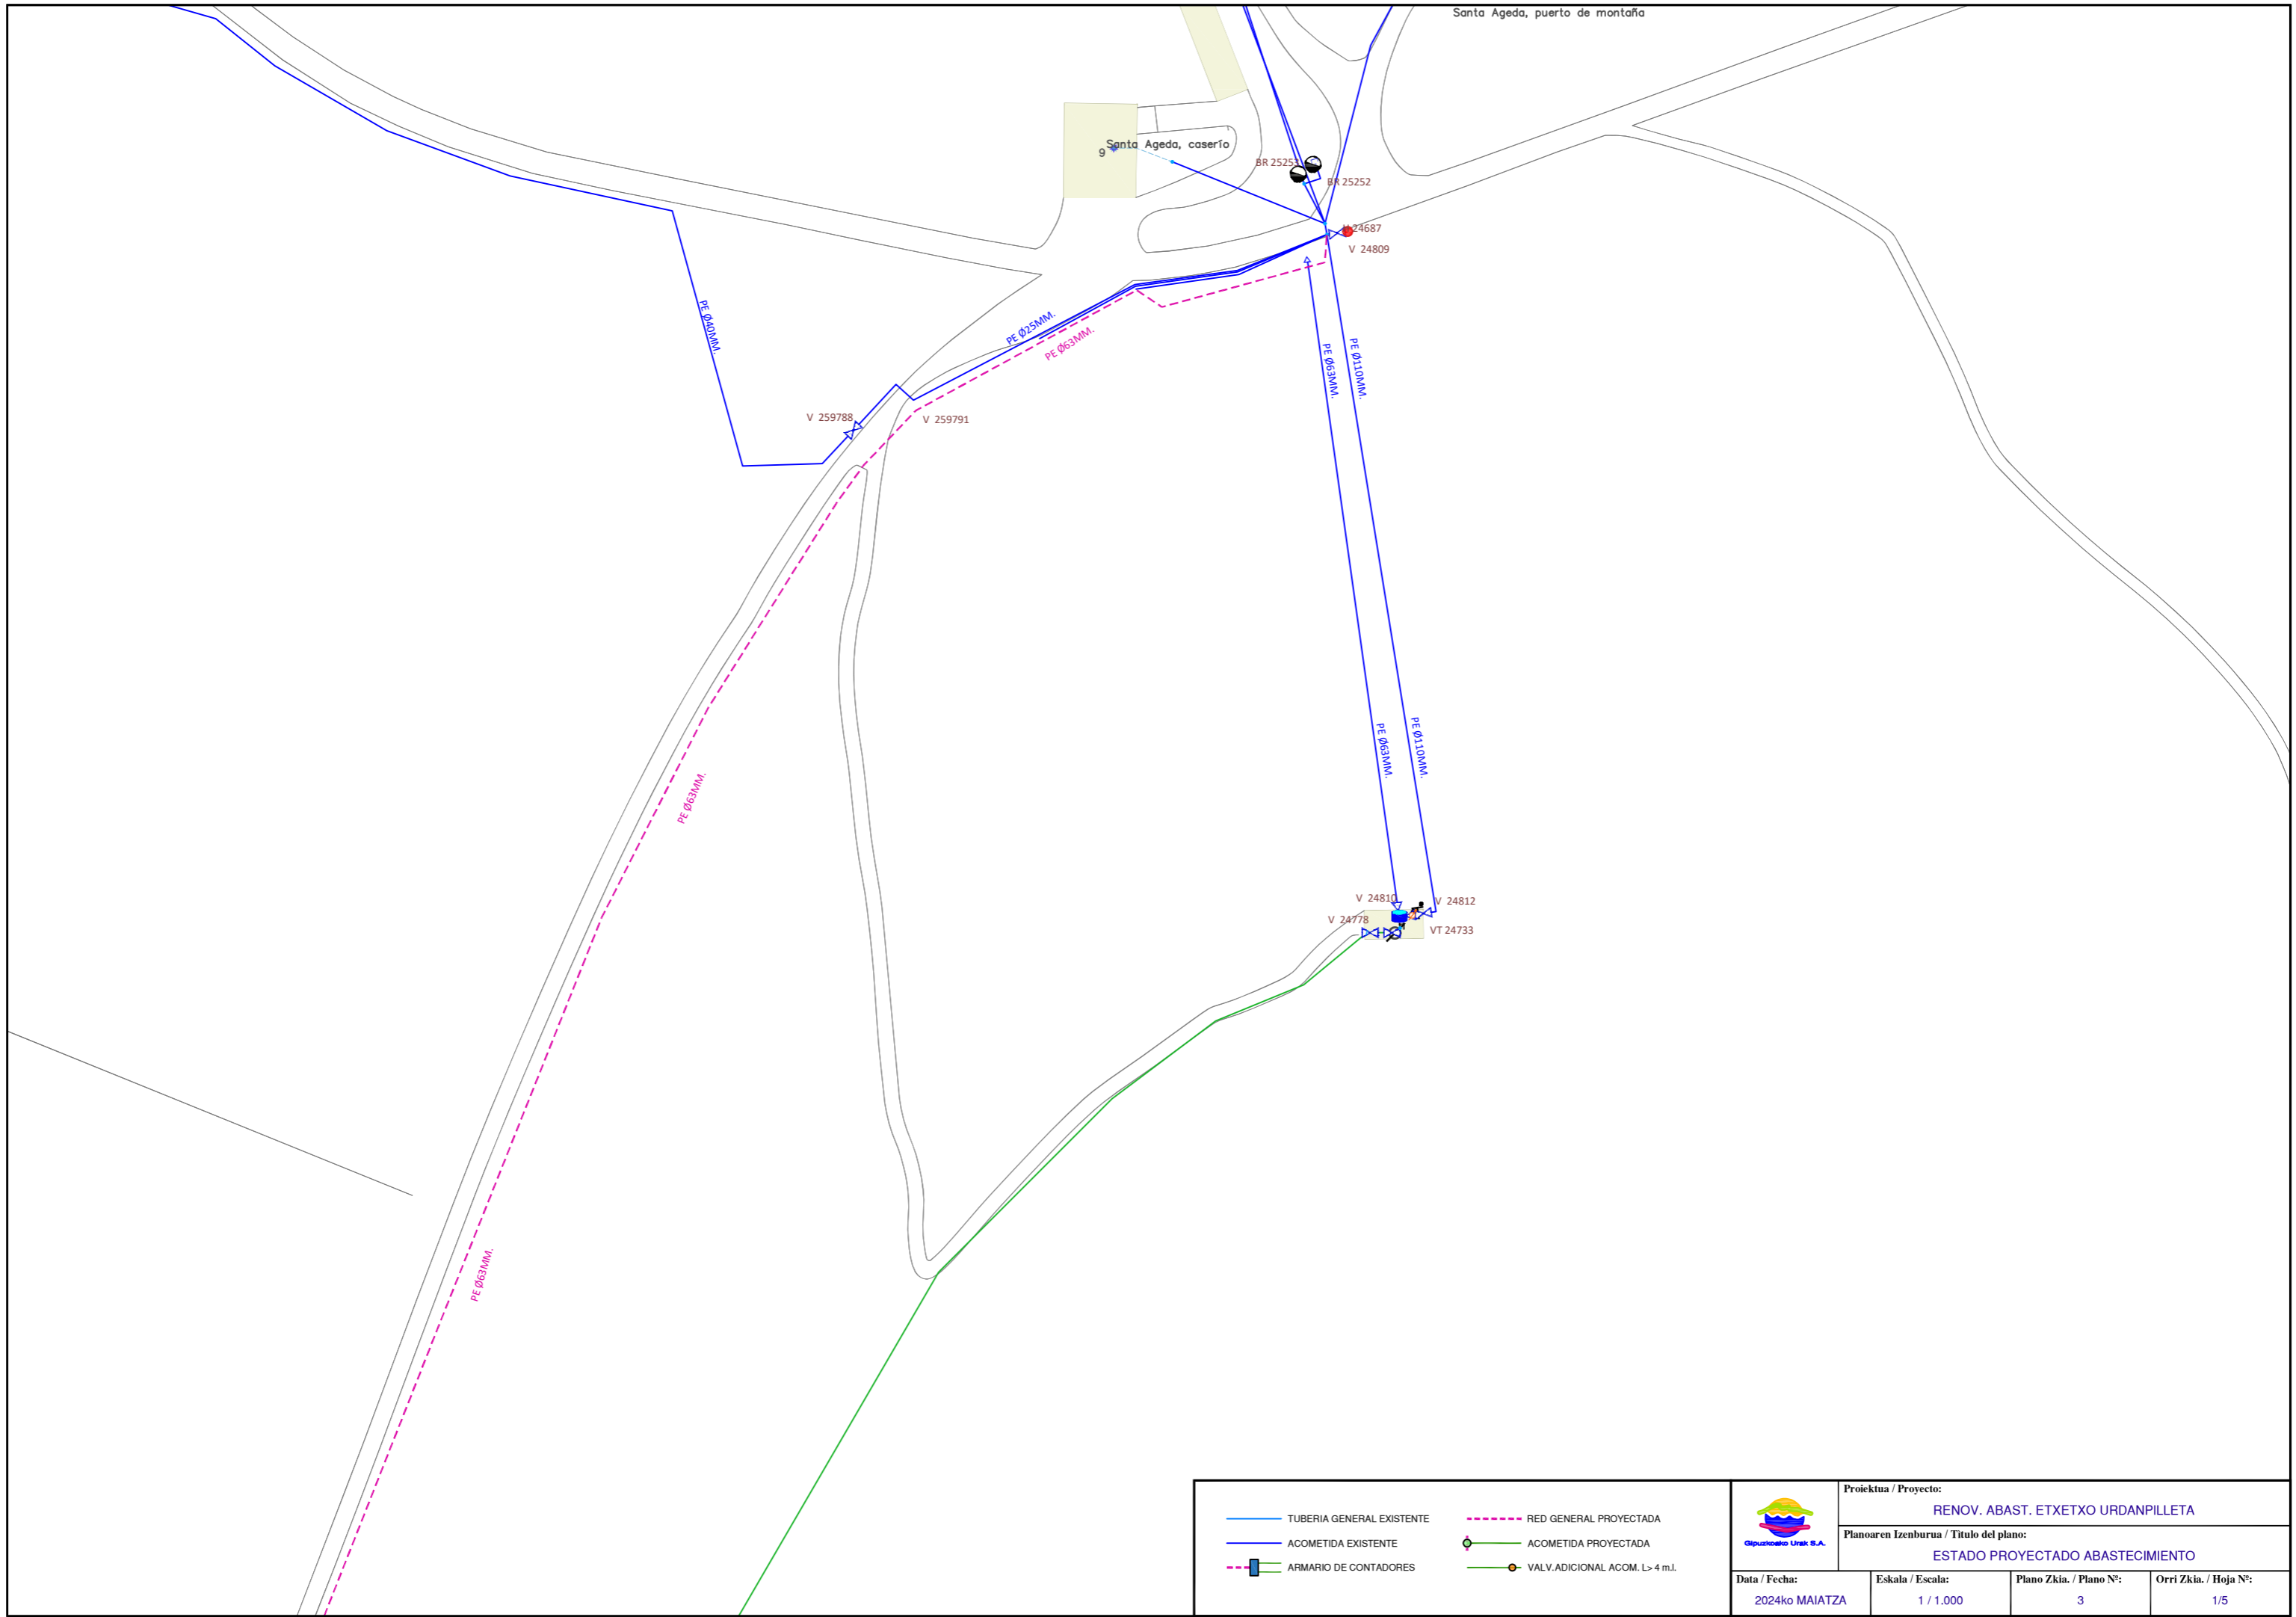 Santa Ageda, puerto de montaña
Santa Ageda, caserío
9
BR 25252
24687
V 24809
PE Ø40MM.
PE Ø25MM.
PE Ø63MM.
PE Ø63MM.
PE Ø110MM.
V 259788
V 259791
PE Ø63MM.
PE Ø63MM.
PE Ø110MM.
V 24810
V 24812
V 24778
VT 24733
PE Ø63MM.
TUBERIA GENERAL EXISTENTE
RED GENERAL PROYECTADA
ACOMETIDA EXISTENTE
ACOMETIDA PROYECTADA
ARMARIO DE CONTADORES
VALV.ADICIONAL ACOM. L> 4 m.l.
Gipuzkoako Urak S.A.
Proiektua / Proyecto:
RENOV. ABAST. ETXETXO URDANPILLETA
Planoaren Izenburua / Titulo del plano:
ESTADO PROYECTADO ABASTECIMIENTO
Data / Fecha:
2024ko MAIATZA
Eskala / Escala:
1 / 1.000
Plano Zkia. / Plano Nº:
3
Orri Zkia. / Hoja Nº:
1/5